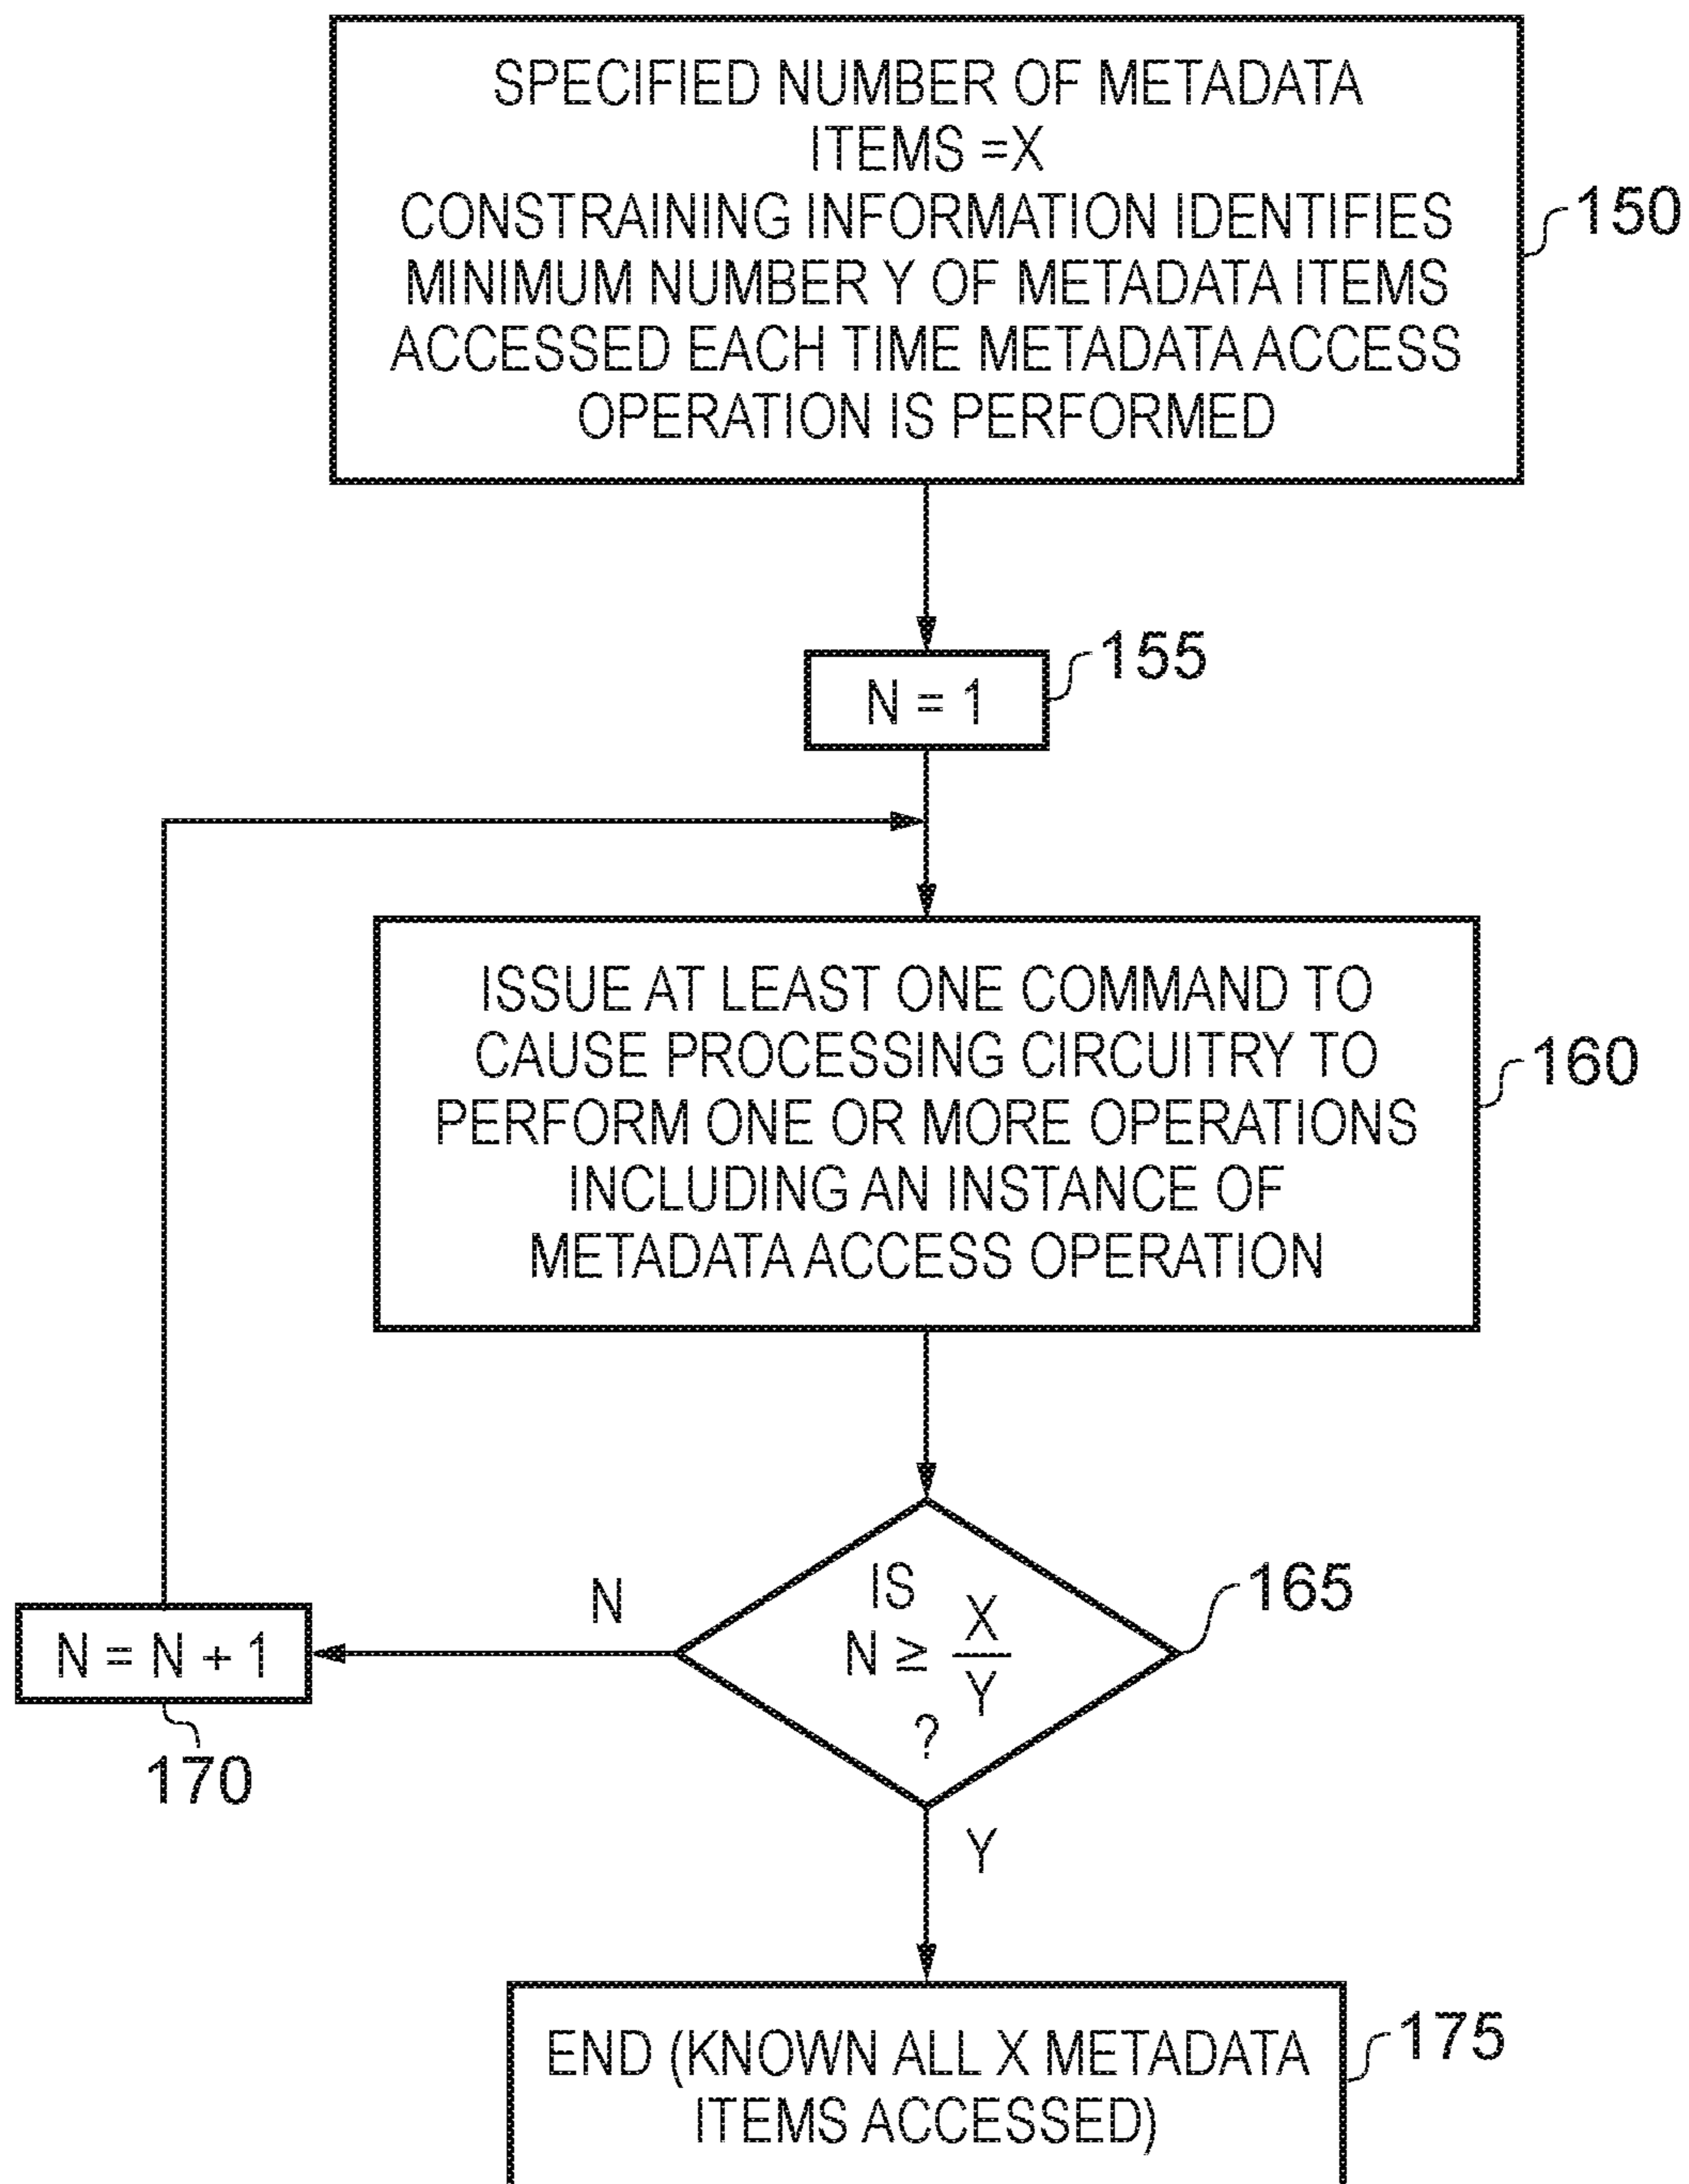 SPECIFIED NUMBER OF METADATA
ITEMS =X
CONSTRAINING INFORMATION IDENTIFIES
MINIMUM NUMBER Y OF METADATA ITEMS
ACCESSED EACH TIME METADATA ACCESS
OPERATION IS PERFORMED
150
N = 1
155
ISSUE AT LEAST ONE COMMAND TO
CAUSE PROCESSING CIRCUITRY TO
PERFORM ONE OR MORE OPERATIONS
INCLUDING AN INSTANCE OF
METADATA ACCESS OPERATION
160
IS
N ≥ X
Y
?
165
N
N = N + 1
170
Y
END (KNOWN ALL X METADATA
ITEMS ACCESSED)
175